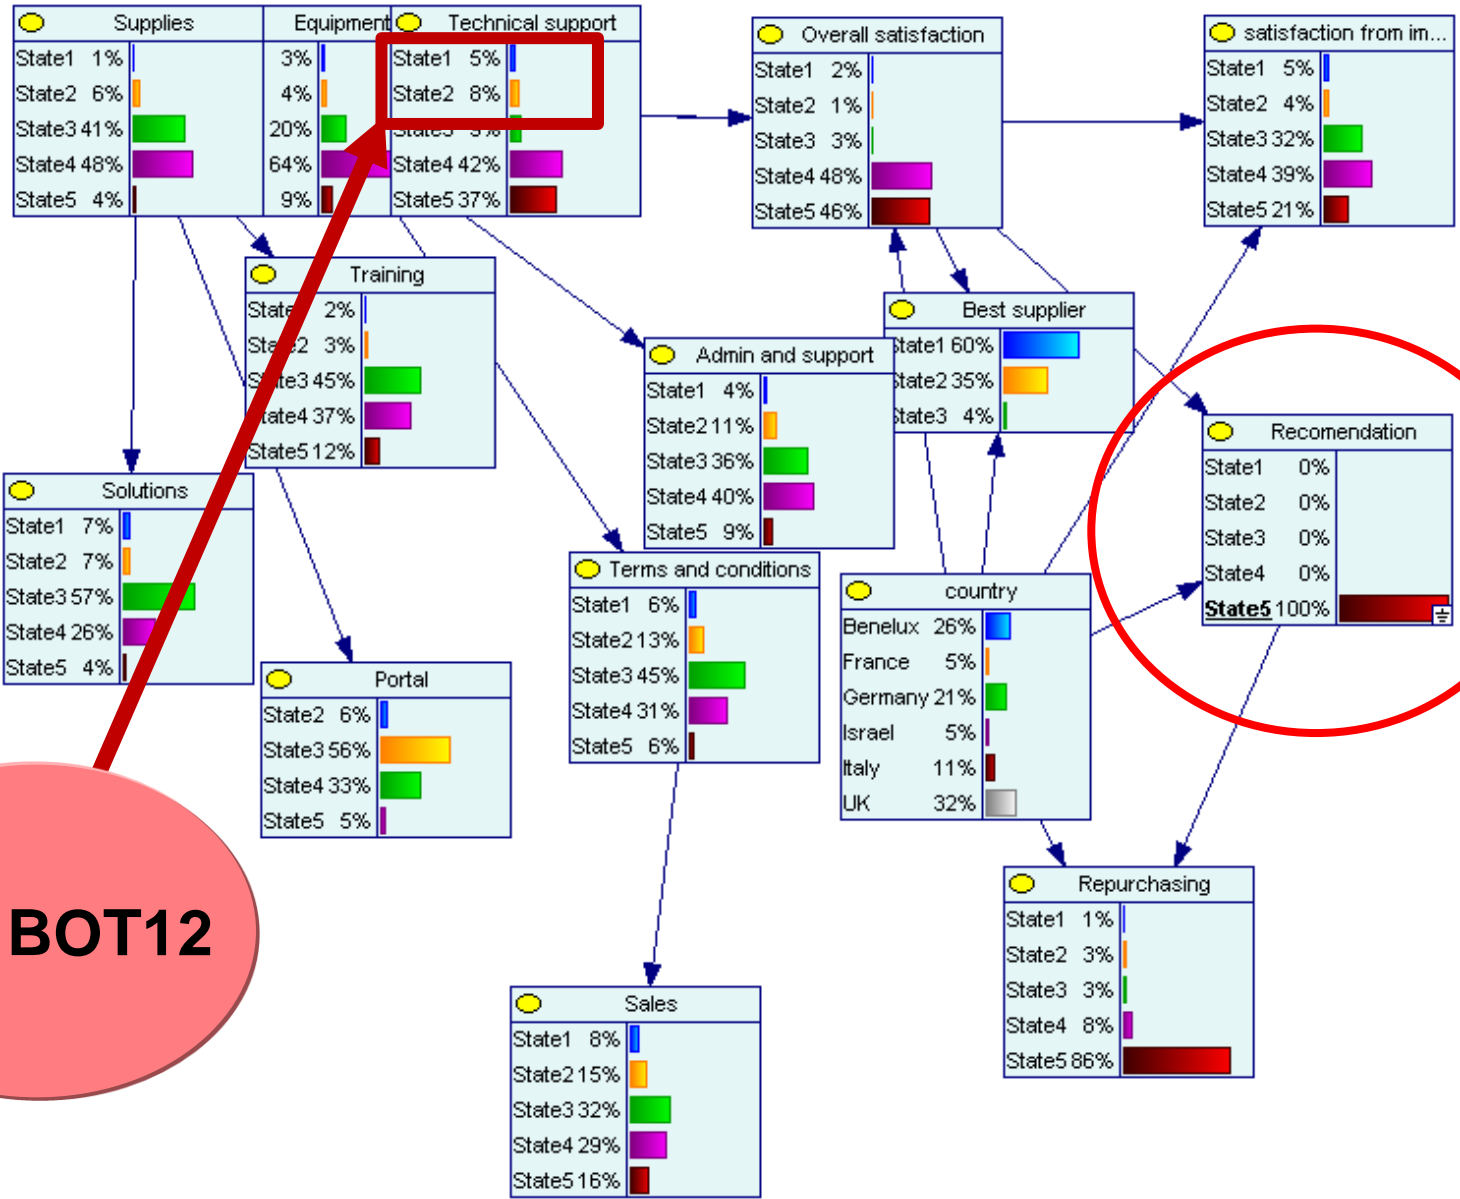 Supplies
State1 1%
State2 6%
State3 41%
State4 48%
State5 4%
Equipment
3%
4%
20%
64%
9%
Technical support
State1 5%
State2 8%
State4 42%
State5 37%
Overall satisfaction
State1 2%
State2 1%
State3 3%
State4 48%
State5 46%
satisfaction from im...
State1 5%
State2 4%
State3 32%
State4 39%
State5 21%
Training
2%
3%
State3 45%
State4 37%
State5 12%
Best supplier
State1 60%
State2 35%
State3 4%
Admin and support
State1 4%
State2 11%
State3 36%
State4 40%
State5 9%
Recomendation
State1 0%
State2 0%
State3 0%
State4 0%
State5 100%
Solutions
State1 7%
State2 7%
State3 57%
State4 26%
State5 4%
Terms and conditions
State1 6%
State2 13%
State3 45%
State4 31%
State5 6%
country
Benelux 26%
France 5%
Germany 21%
Israel 5%
Italy 11%
UK 32%
Portal
State2 6%
State3 56%
State4 33%
State5 5%
Repurchasing
State1 1%
State2 3%
State3 3%
State4 8%
State5 86%
BOT12
Sales
State1 8%
State2 15%
State3 32%
State4 29%
State5 16%